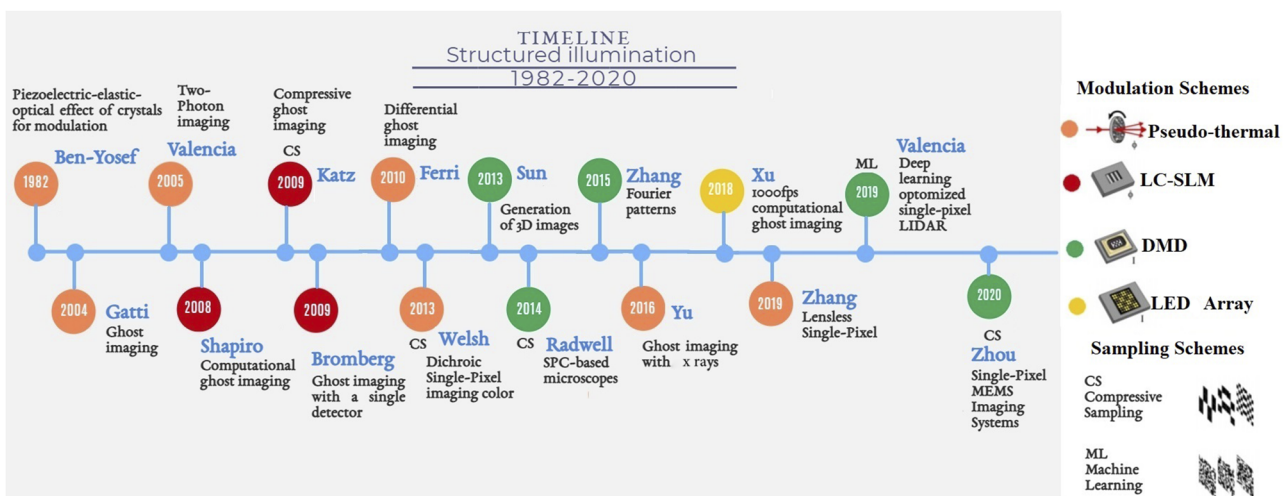 TIMELINE
Structured illumination
1982-2020
Piezoelectric-elastic-
optical effect of crystals
for modulation
Ben-Yosef
1982
Two-
Photon
imaging
Valencia
2005
Compressive
ghost
imaging
CS
2009
Katz
Differential
ghost
imaging
2010
Ferri
2013
Sun
Generation
of 3D images
2015
Zhang
Fourier
patterns
2018
Xu
1000fps
computational
ghost imaging
ML
2019
Valencia
Deep
learning
optomized
single-pixel
LIDAR
2004
Gatti
Ghost
imaging
2008
Shapiro
Computational
ghost imaging
2009
Bromberg
Ghost imaging
with a single
detector
2013
CS
Welsh
Dichroic
Single-Pixel
imaging color
2014
CS
Radwell
SPC-based
microscopes
2016
Yu
Ghost imaging
with x rays
2019
Zhang
Lensless
Single-Pixel
2020
CS
Zhou
Single-Pixel
MEMS
Imaging
Systems
Modulation Schemes
Pseudo-thermal
ϕ
LC-SLM
ϕ
DMD
I
LED Array
I
Sampling Schemes
CS
Compressive
Sampling
ML
Machine
Learning